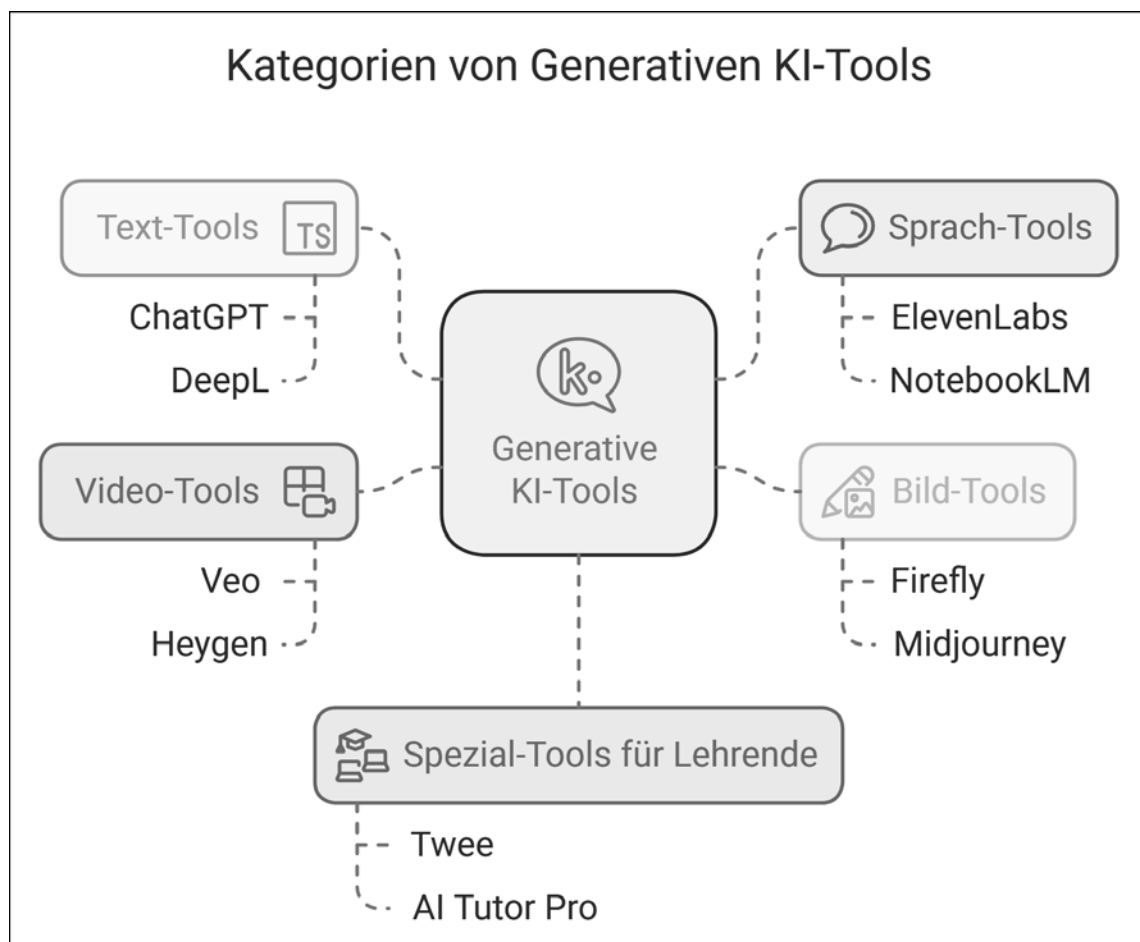 Kategorien von Generativen KI-Tools
Text-Tools
TS
ChatGPT
DeepL
Sprach-Tools
ElevenLabs
NotebookLM
k.
Generative
KI-Tools
Video-Tools
Veo
Heygen
Bild-Tools
Firefly
Midjourney
Spezial-Tools für Lehrende
Twee
AI Tutor Pro